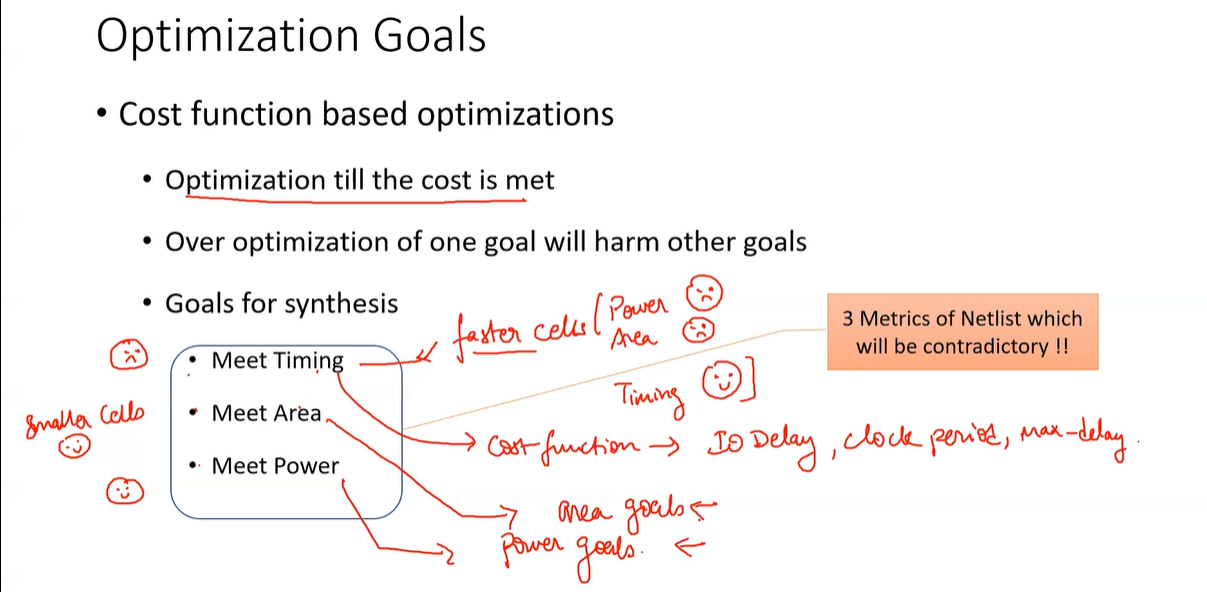 Optimization Goals
• Cost function based optimizations
• Optimization till the cost is met
• Over optimization of one goal will harm other goals
• Goals for synthesis
faster cells ( Power
Area
3 Metrics of Netlist which
will be contradictory !!
• Meet Timing
Timing ]
smaller cells
• Meet Area
Cost function → IO Delay, clock period, max-delay.
• Meet Power
area goals ←
Power goals. ←